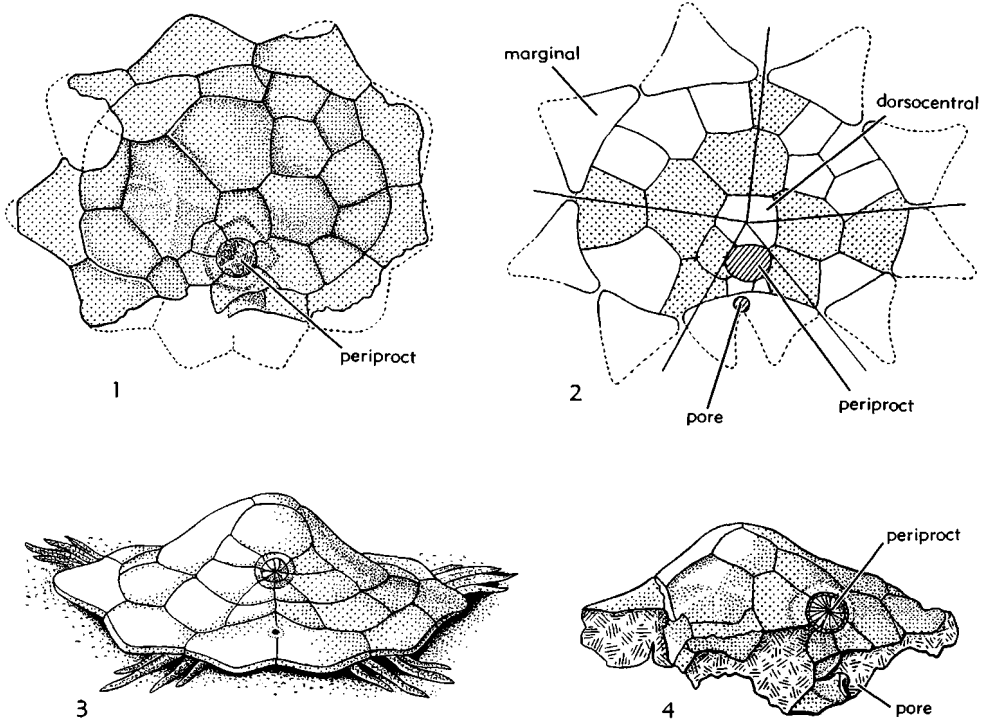 periproct
1
marginal
dorsocentral
2
pore
periproct
3
periproct
pore
4